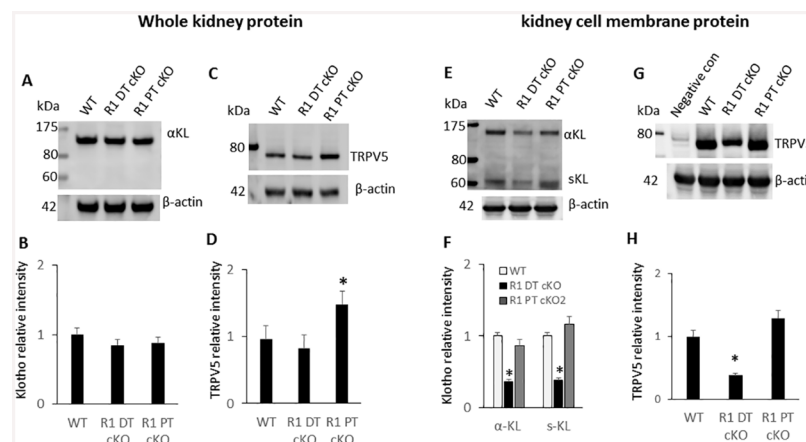 Whole kidney protein
kidney cell membrane protein
A
WT
R1 DT cKO
R1 PT cKO
kDa
175
80
60
42
αKL
β-actin
C
WT
R1 DT cKO
R1 PT cKO
kDa
80
42
TRPV5
β-actin
E
WT
R1 DT cKO
R1 PT cKO
kDa
175
80
60
42
αKL
sKL
β-actin
G
Negative con
WT
R1 DT cKO
R1 PT cKO
kDa
80
42
TRPV
β-acti
B
Klotho relative intensity
2
1
0
WT
R1 DT
cKO
R1 PT
cKO
D
TRPV5 relative intensity
2
1
0
*
WT
R1 DT
cKO
R1 PT
cKO
F
Klotho relative intensity
2
1
0
WT
R1 DT cKO
R1 PT cKO2
*
*
α-KL
s-KL
H
TRPV5 relative intensity
2
1
0
*
WT
R1 DT
cKO
R1 PT
cKO